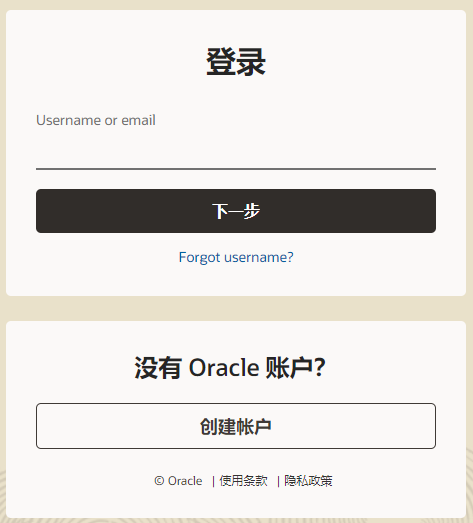 登录
Username or email
下一步
Forgot username?
没有 Oracle 账户?
创建帐户
© Oracle | 使用条款 | 隐私政策